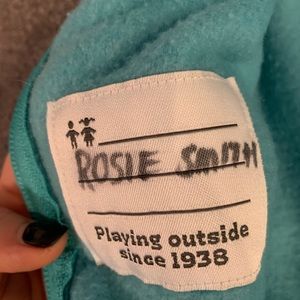 ROSIE SMITH
Playing outside
since 1938